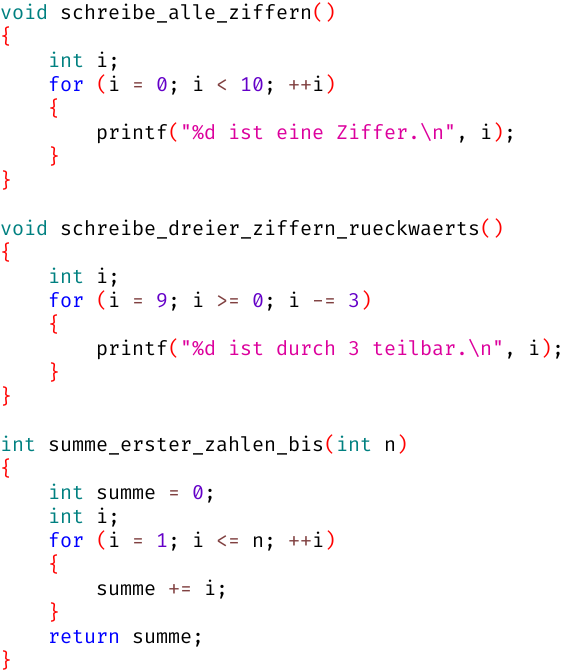 void schreibe_alle_ziffern()
{
    int i;
    for (i = 0; i < 10; ++i)
    {
        printf("%d ist eine Ziffer.\n", i);
    }
}

void schreibe_dreier_ziffern_rueckwaerts()
{
    int i;
    for (i = 9; i >= 0; i -= 3)
    {
        printf("%d ist durch 3 teilbar.\n", i);
    }
}

int summe_erster_zahlen_bis(int n)
{
    int summe = 0;
    int i;
    for (i = 1; i <= n; ++i)
    {
        summe += i;
    }
    return summe;
}